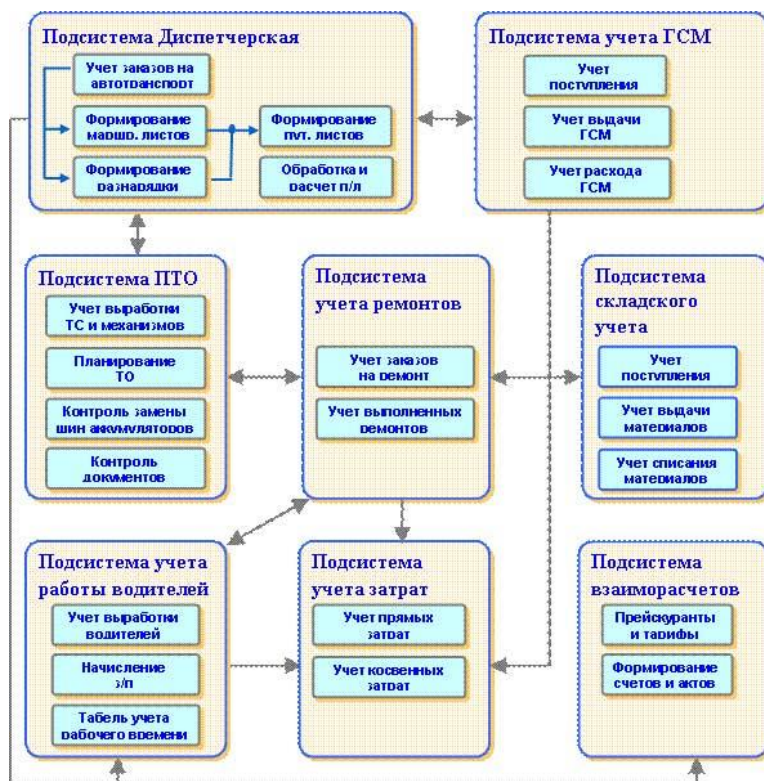 Подсистема Диспетчерская
Учет заказов на
автотранспорт
Формирование
маршр. листов
Формирование
пут. листов
Формирование
разнарядки
Обработка и
расчет п/л
Подсистема учета ГСМ
Учет
поступления
Учет выдачи
ГСМ
Учет расхода
ГСМ
Подсистема ПТО
Учет выработки
ТС и механизмов
Планирование
ТО
Контроль замены
шин аккумуляторов
Контроль
документов
Подсистема
учета ремонтов
Учет заказов
на ремонт
Учет выполненных
ремонтов
Подсистема
складского
учета
Учет
поступления
Учет выдачи
материалов
Учет списания
материалов
Подсистема учета
работы водителей
Учет выработки
водителей
Начисление
з/п
Табель учета
рабочего времени
Подсистема
учета затрат
Учет прямых
затрат
Учет косвенных
затрат
Подсистема
взаиморасчетов
Прейскуранты
и тарифы
Формирование
счетов и актов